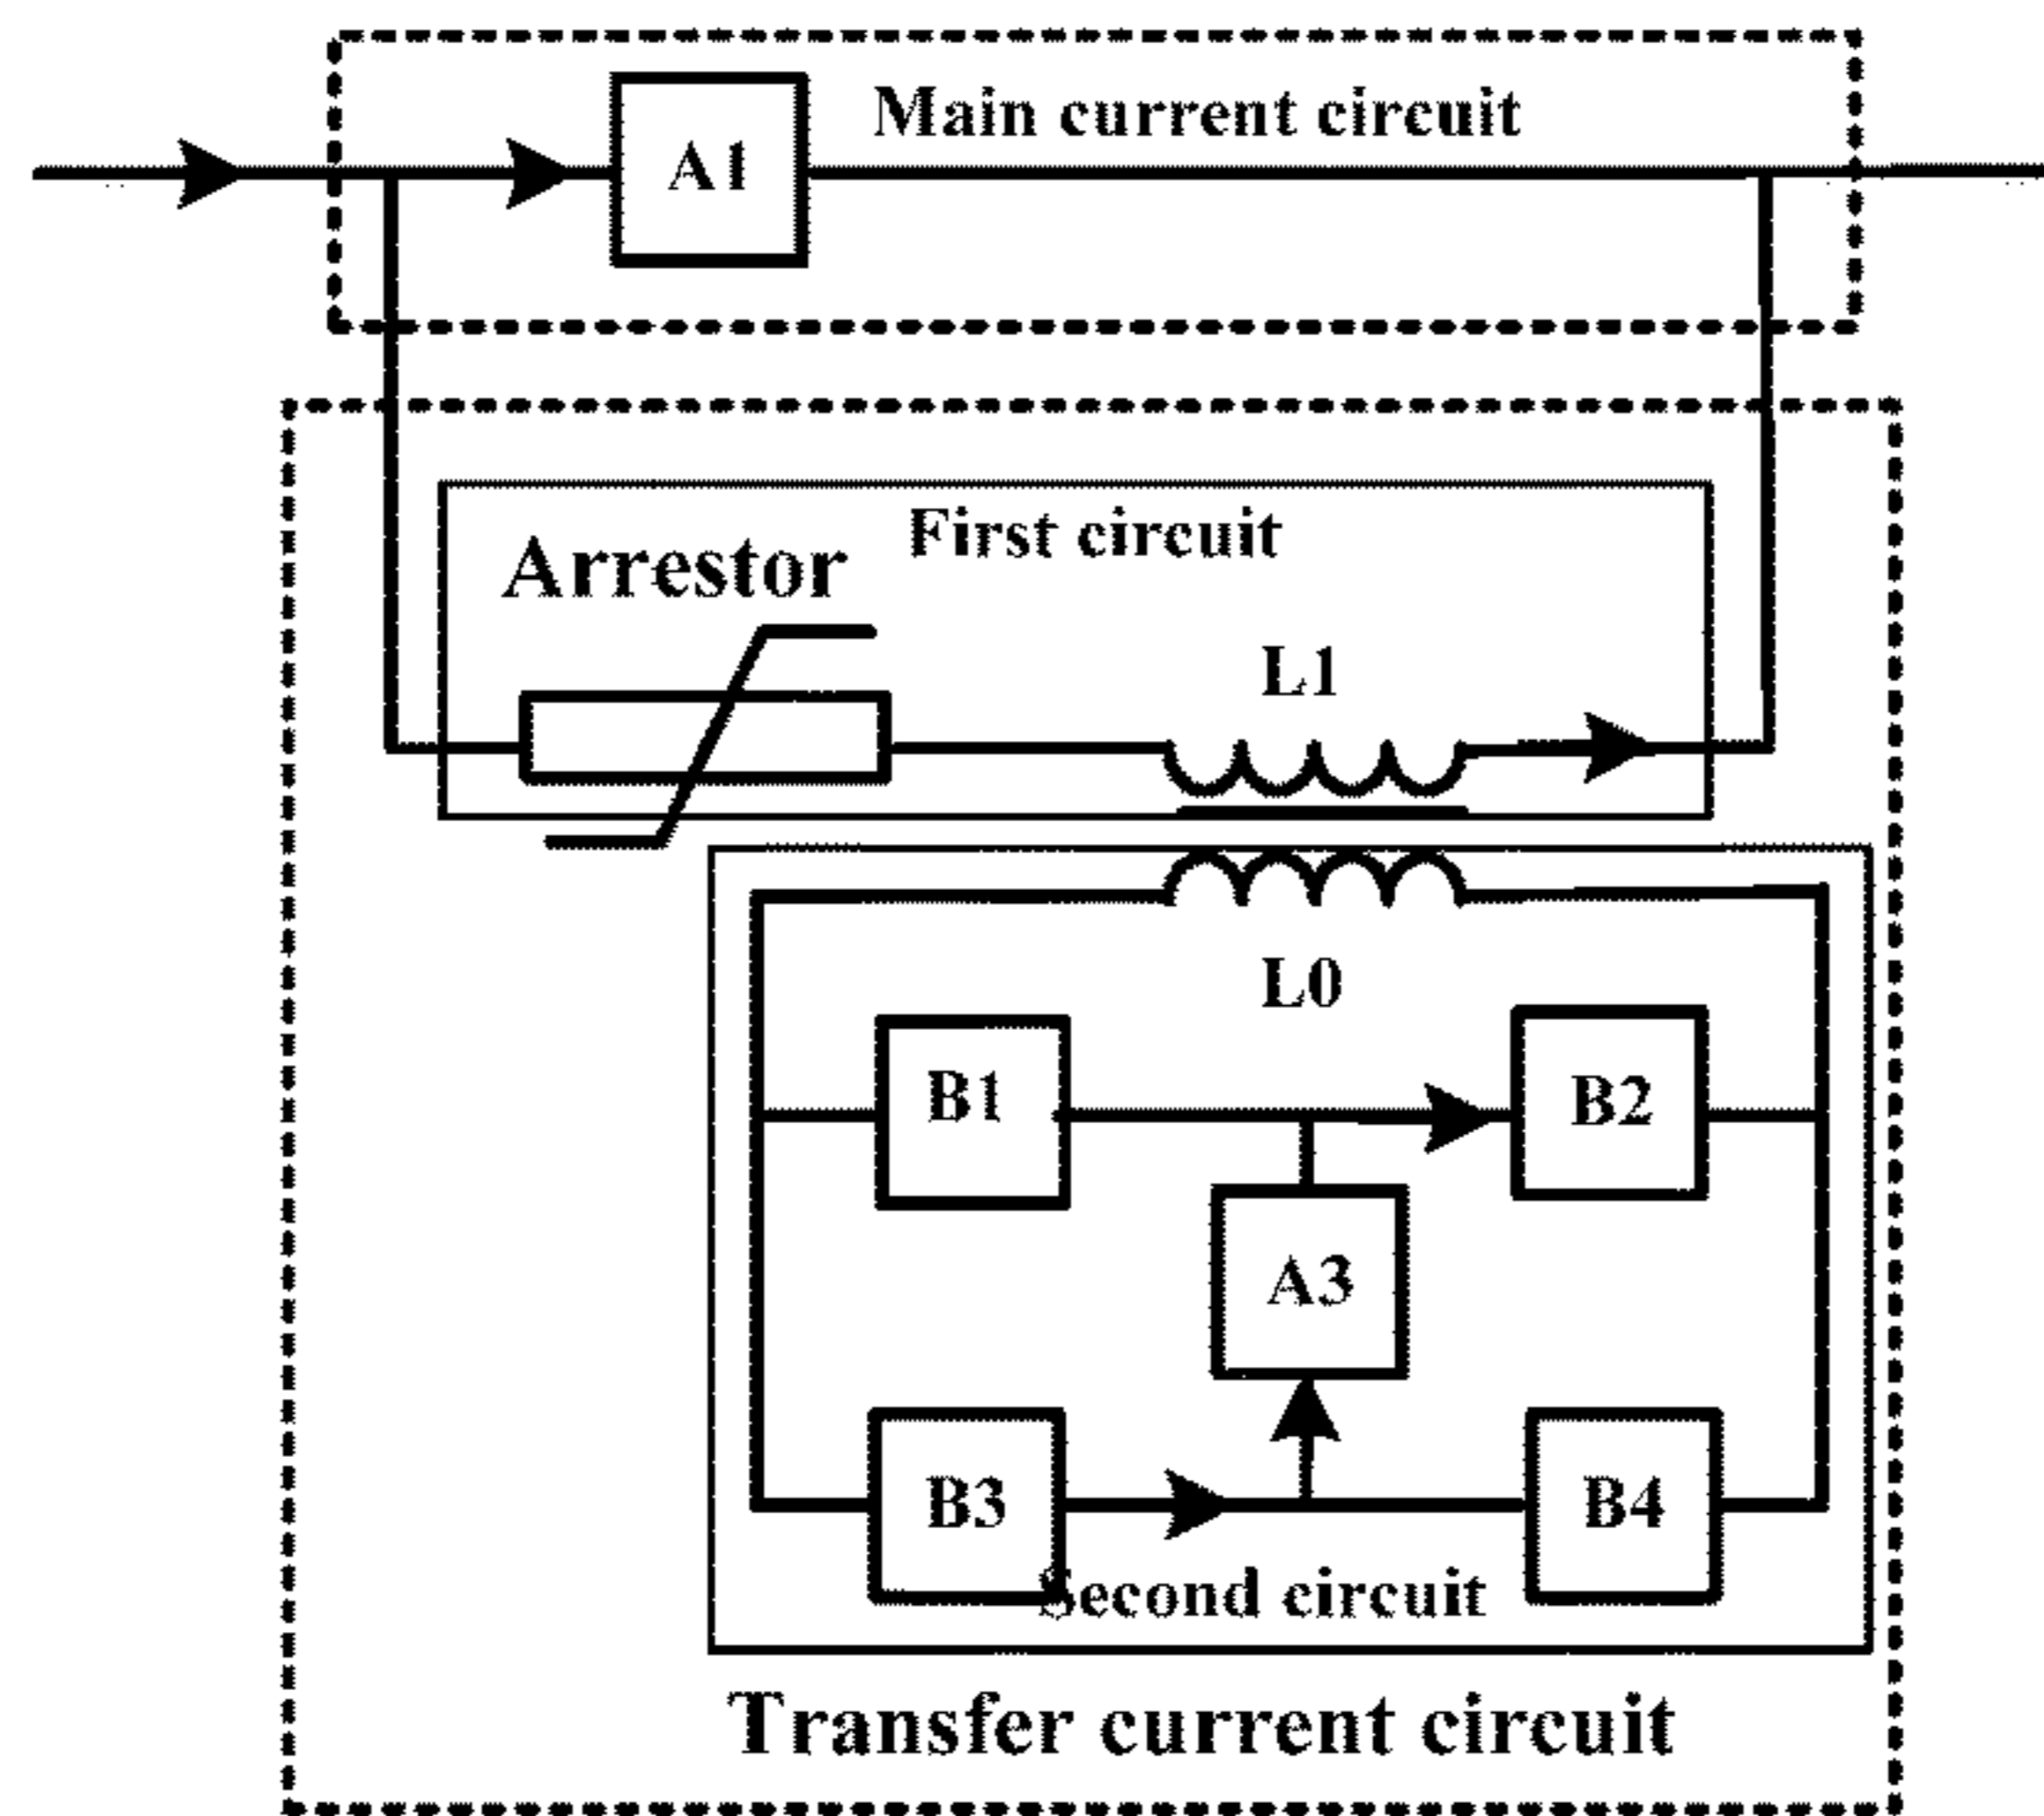 Main current circuit
A1
First circuit
Arrestor
L1
L0
B1
B2
A3
B3
B4
Second circuit
Transfer current circuit